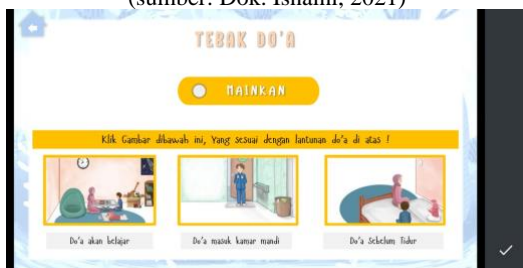 (sumber: Dok. Isnaini, 2021)
TEBAK DO'A
MAINKAN
Klik Gambar dibawah ini, Yang sesuai dengan lantunan do'a di atas !
Do'a akan belajar
Do'a masuk kamar mandi
Do'a Sebelum Tidur